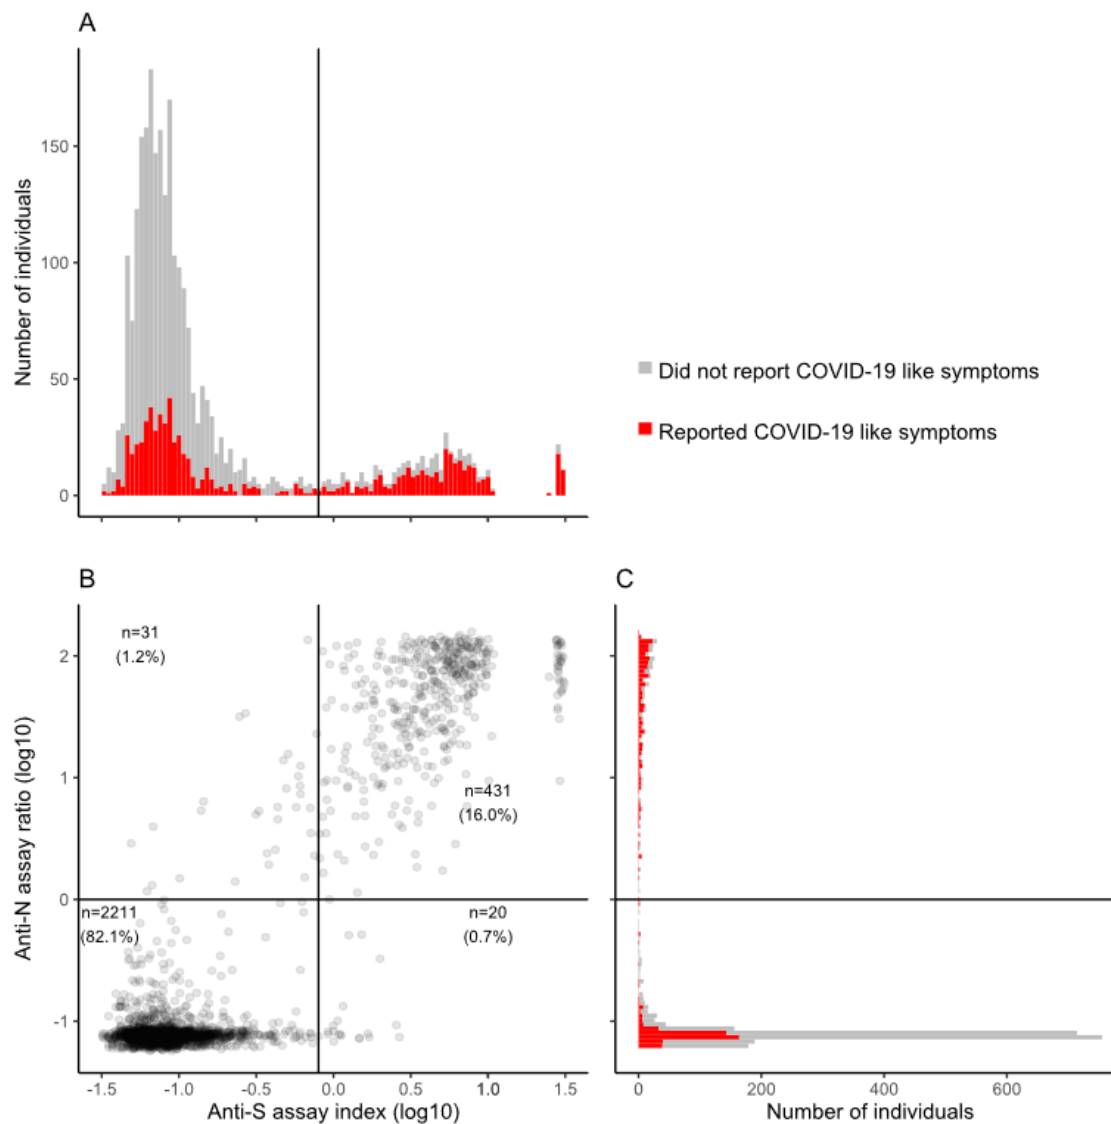 A
Number of individuals
150
100
50
0
Did not report COVID-19 like symptoms
Reported COVID-19 like symptoms
B
C
n=31
(1.2%)
n=431
(16.0%)
n=2211
(82.1%)
n=20
(0.7%)
Anti-N assay ratio (log10)
2
1
0
-1
-1.5 -1.0 -0.5 0.0 0.5 1.0 1.5
Anti-S assay index (log10)
0 200 400 600
Number of individuals